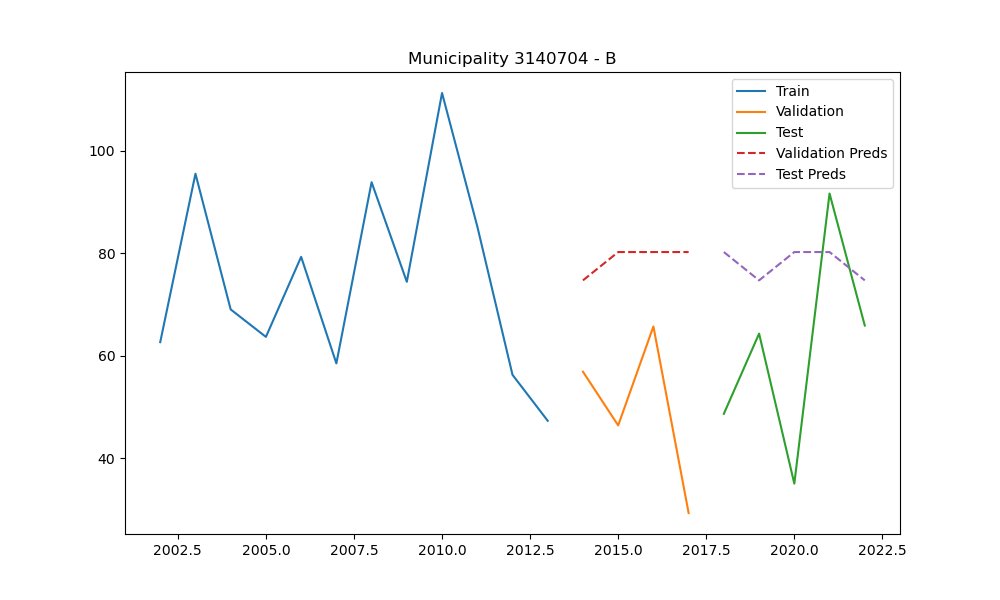 Municipality 3140704 - B
Train
Validation
Test
Validation Preds
Test Preds
100
80
60
40
2002.5 2005.0 2007.5 2010.0 2012.5 2015.0 2017.5 2020.0 2022.5